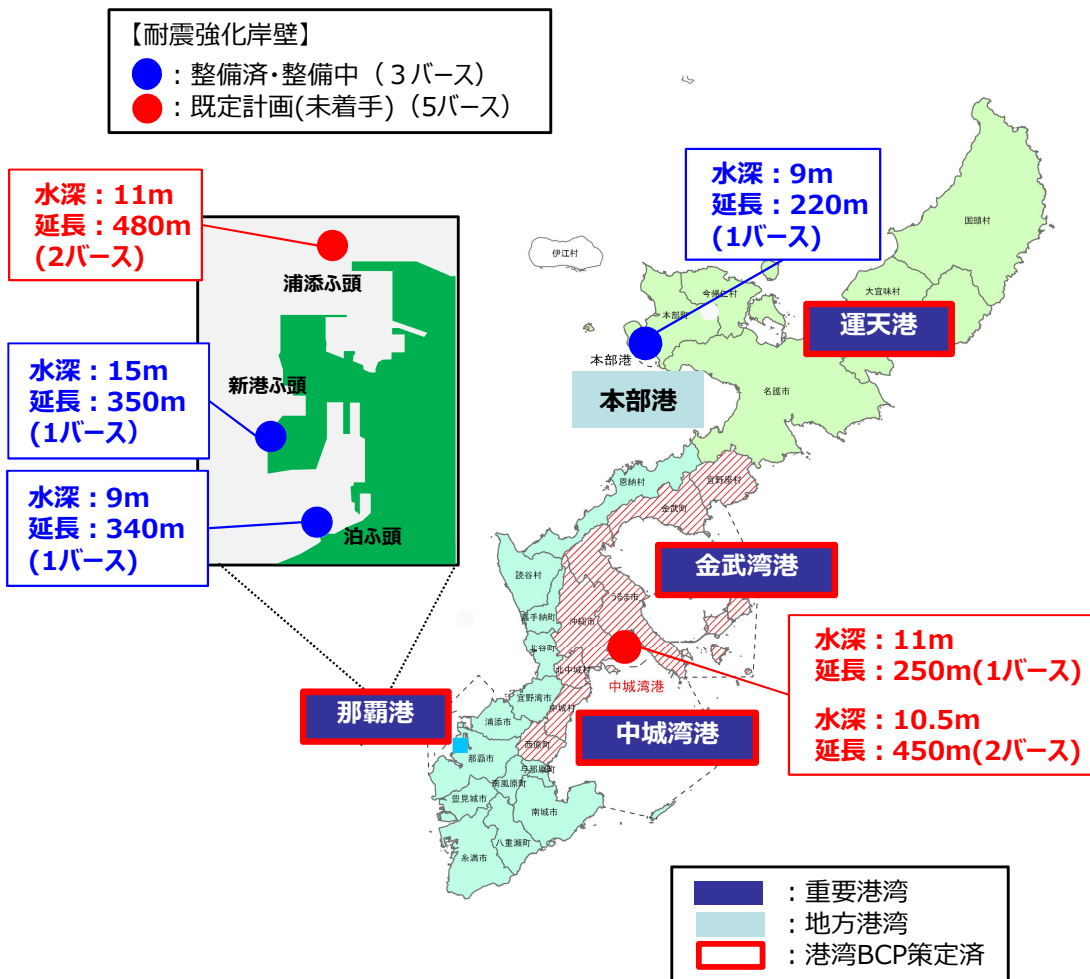 【耐震強化岸壁】
：整備済・整備中（３バース）
：既定計画(未着手)（5バース）
水深：11m
延長：480m
(2バース)
浦添ふ頭
水深：15m
延長：350m
(1バース)
新港ふ頭
水深：9m
延長：340m
(1バース)
泊ふ頭
水深：9m
延長：220m
(1バース)
国頭村
伊江村
大宜味村
今帰仁村
本部町
運天港
本部港
本部港
名護市
恩納村
宜野座村
金武町
金武湾港
読谷村
うるま市
嘉手納町
沖縄市
北谷町
北中城村
中城湾港
水深：11m
延長：250m(1バース)
水深：10.5m
延長：450m(2バース)
那覇港
宜野湾市
中城村
中城湾港
浦添市
西原町
那覇市
与那原町
南風原町
豊見城市
南城市
八重瀬町
糸満市
：重要港湾
：地方港湾
：港湾BCP策定済